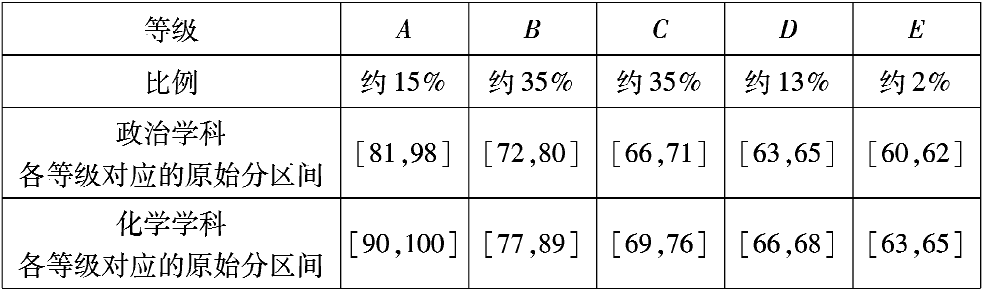 等级 A B C D E
比例 约15% 约35% 约35% 约13% 约2%
政治学科
各等级对应的原始分区间 [81,98] [72,80] [66,71] [63,65] [60,62]
化学学科
各等级对应的原始分区间 [90,100] [77,89] [69,76] [66,68] [63,65]